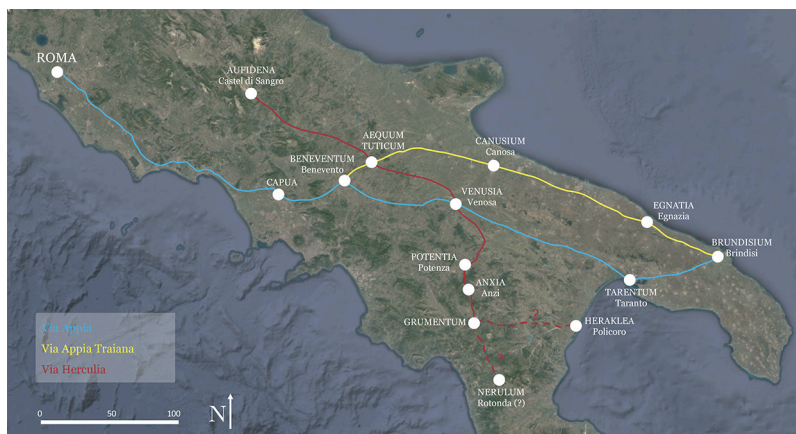 ROMA
AUFIDENA
Castel di Sangro
AEQUUM
TUTICUM
CANUSIUM
Canosa
BENEVENTUM
Benevento
CAPUA
VENUSIA
Venosa
EGNATIA
Egnazia
BRUNDISIUM
Brindisi
POTENTIA
Potenza
ANXIA
Anzi
TARENTUM
Taranto
GRUMENTUM
?
HERAKLEA
Policoro
?
NERULUM
Rotonda (?)
Via Appia
Via Appia Traiana
Via Herculia
0 50 100
N